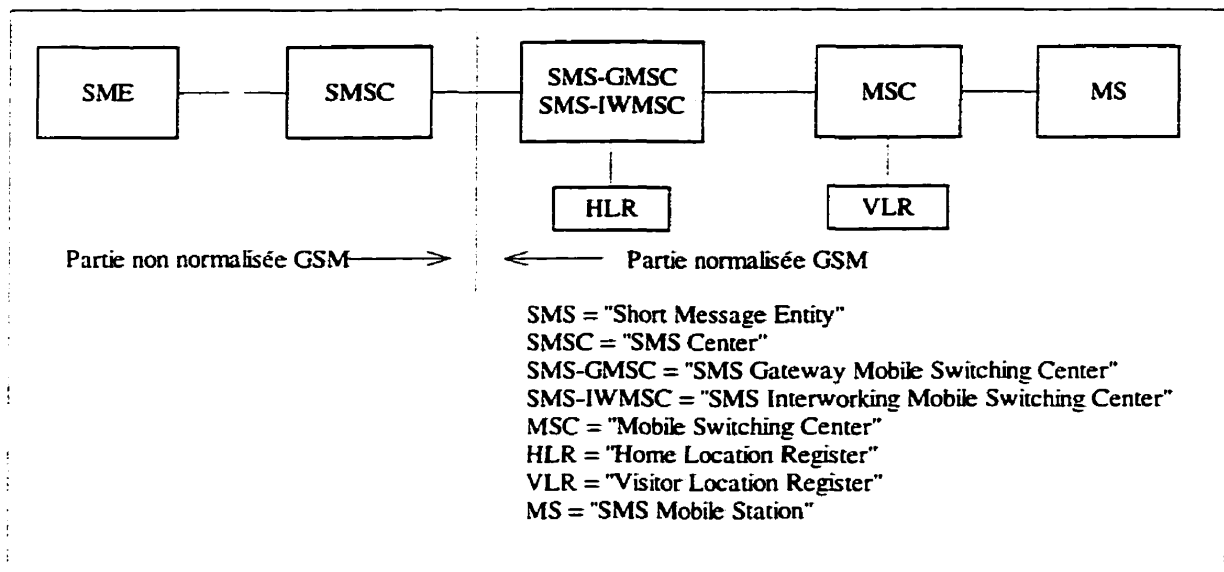 SME
SMSC
SMS-GMSC
SMS-IWMSC
MSC
MS
HLR
VLR
Partie non normalisée GSM
Partie normalisée GSM
SMS = "Short Message Entity"
SMSC = "SMS Center"
SMS-GMSC = "SMS Gateway Mobile Switching Center"
SMS-IWMSC = "SMS Interworking Mobile Switching Center"
MSC = "Mobile Switching Center"
HLR = "Home Location Register"
VLR = "Visitor Location Register"
MS = "SMS Mobile Station"